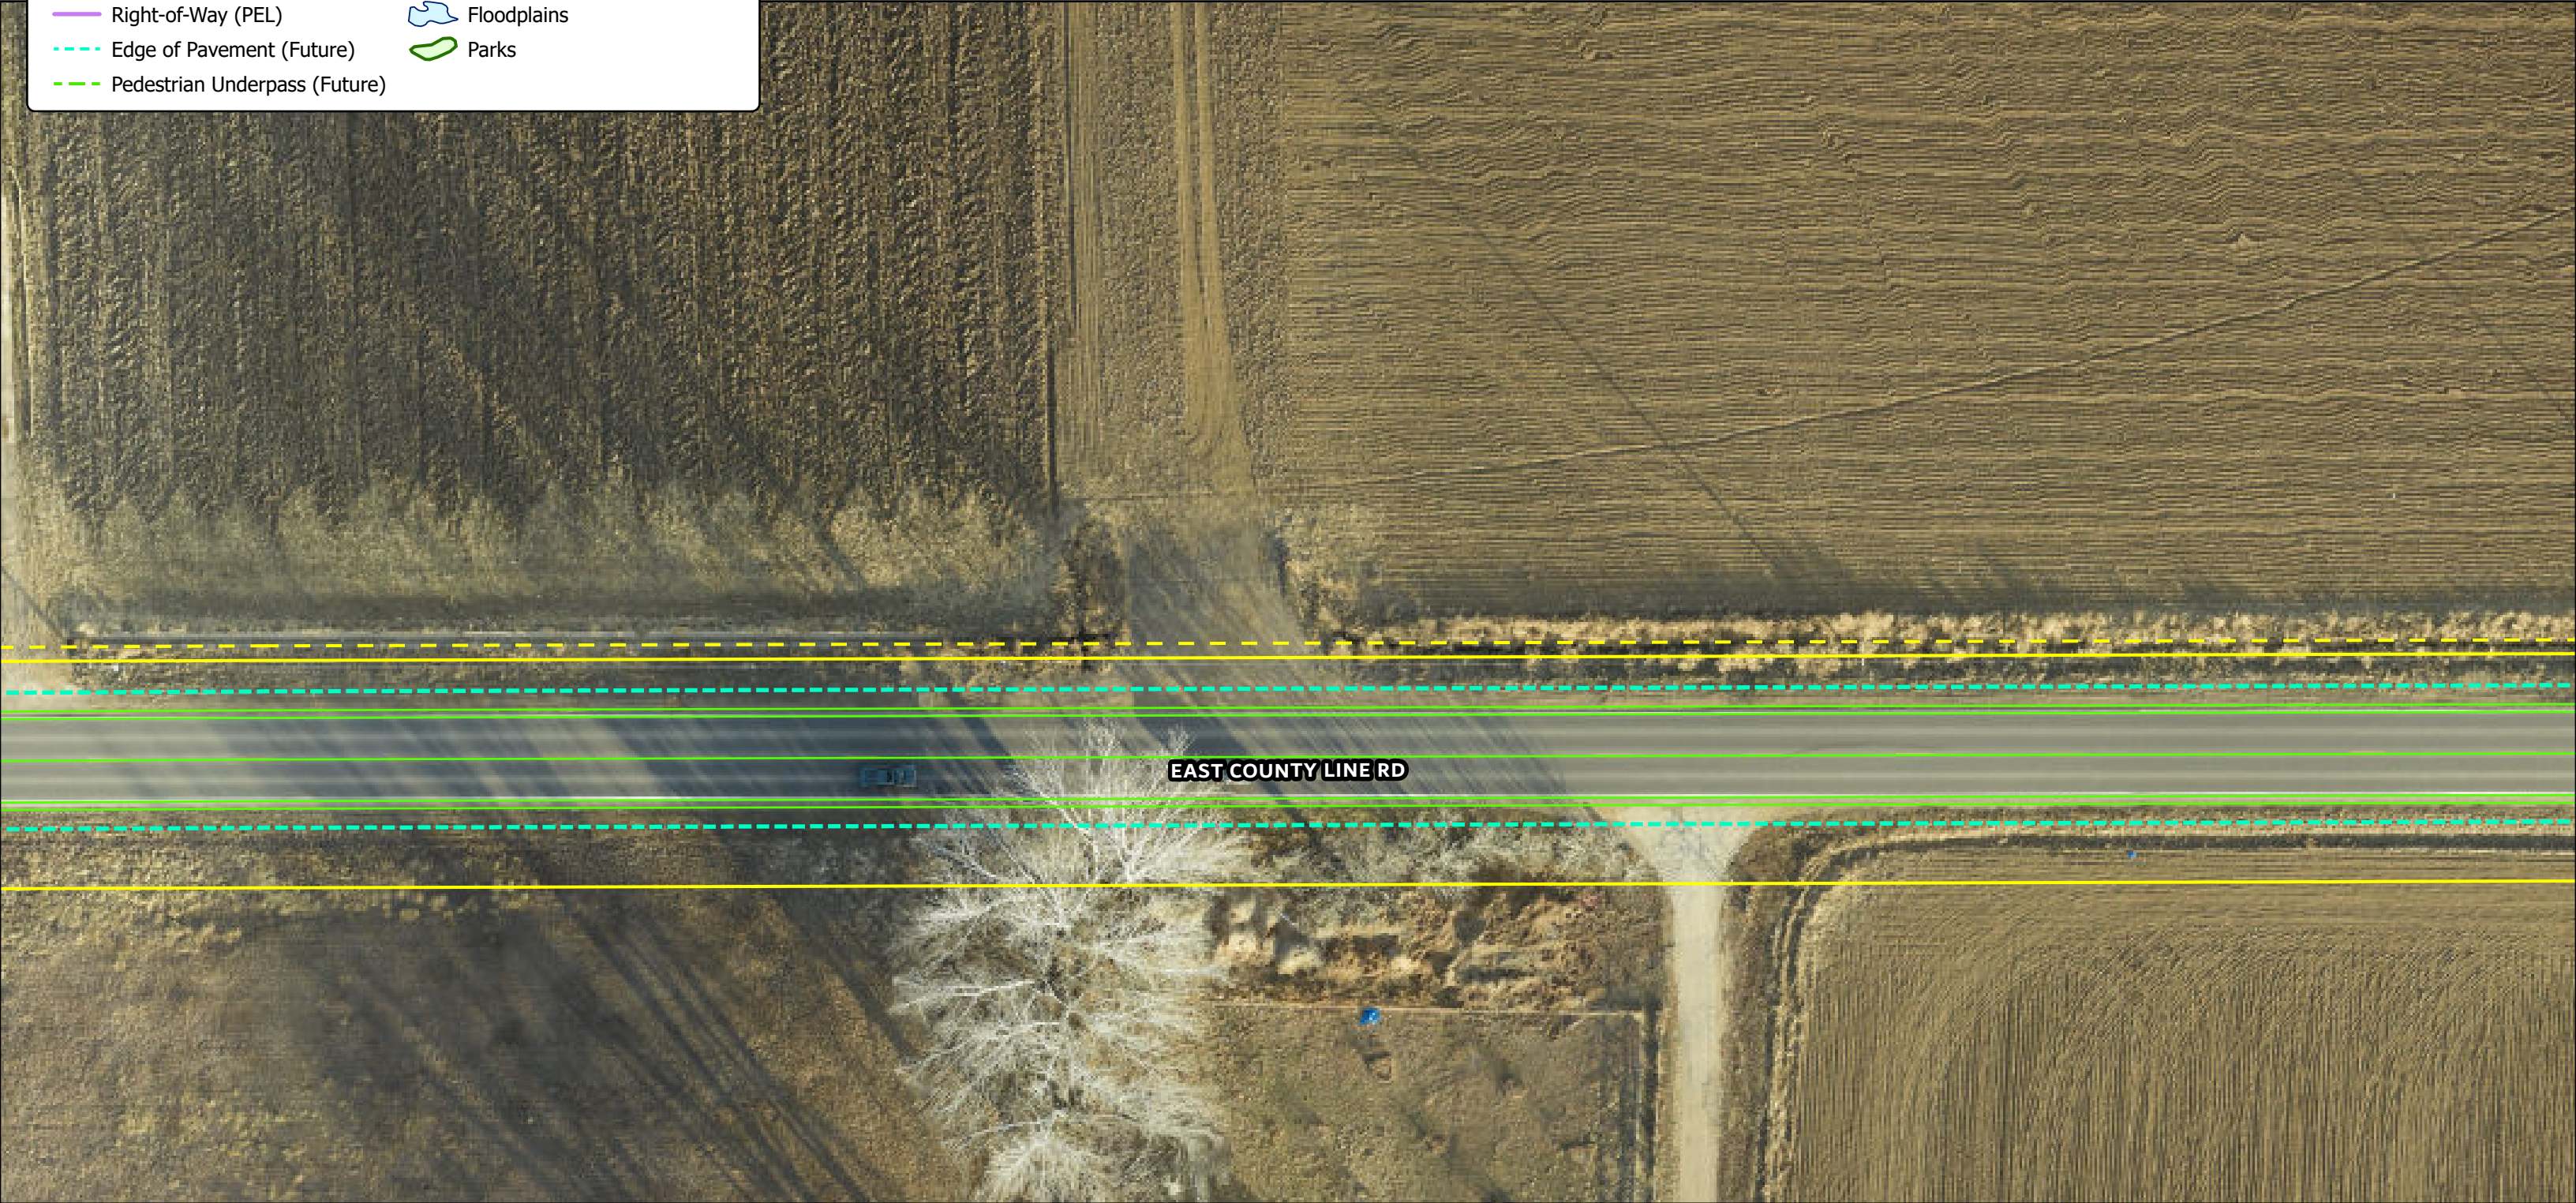 Right-of-Way (PEL)
Floodplains
Edge of Pavement (Future)
Parks
Pedestrian Underpass (Future)
EAST COUNTY LINE RD